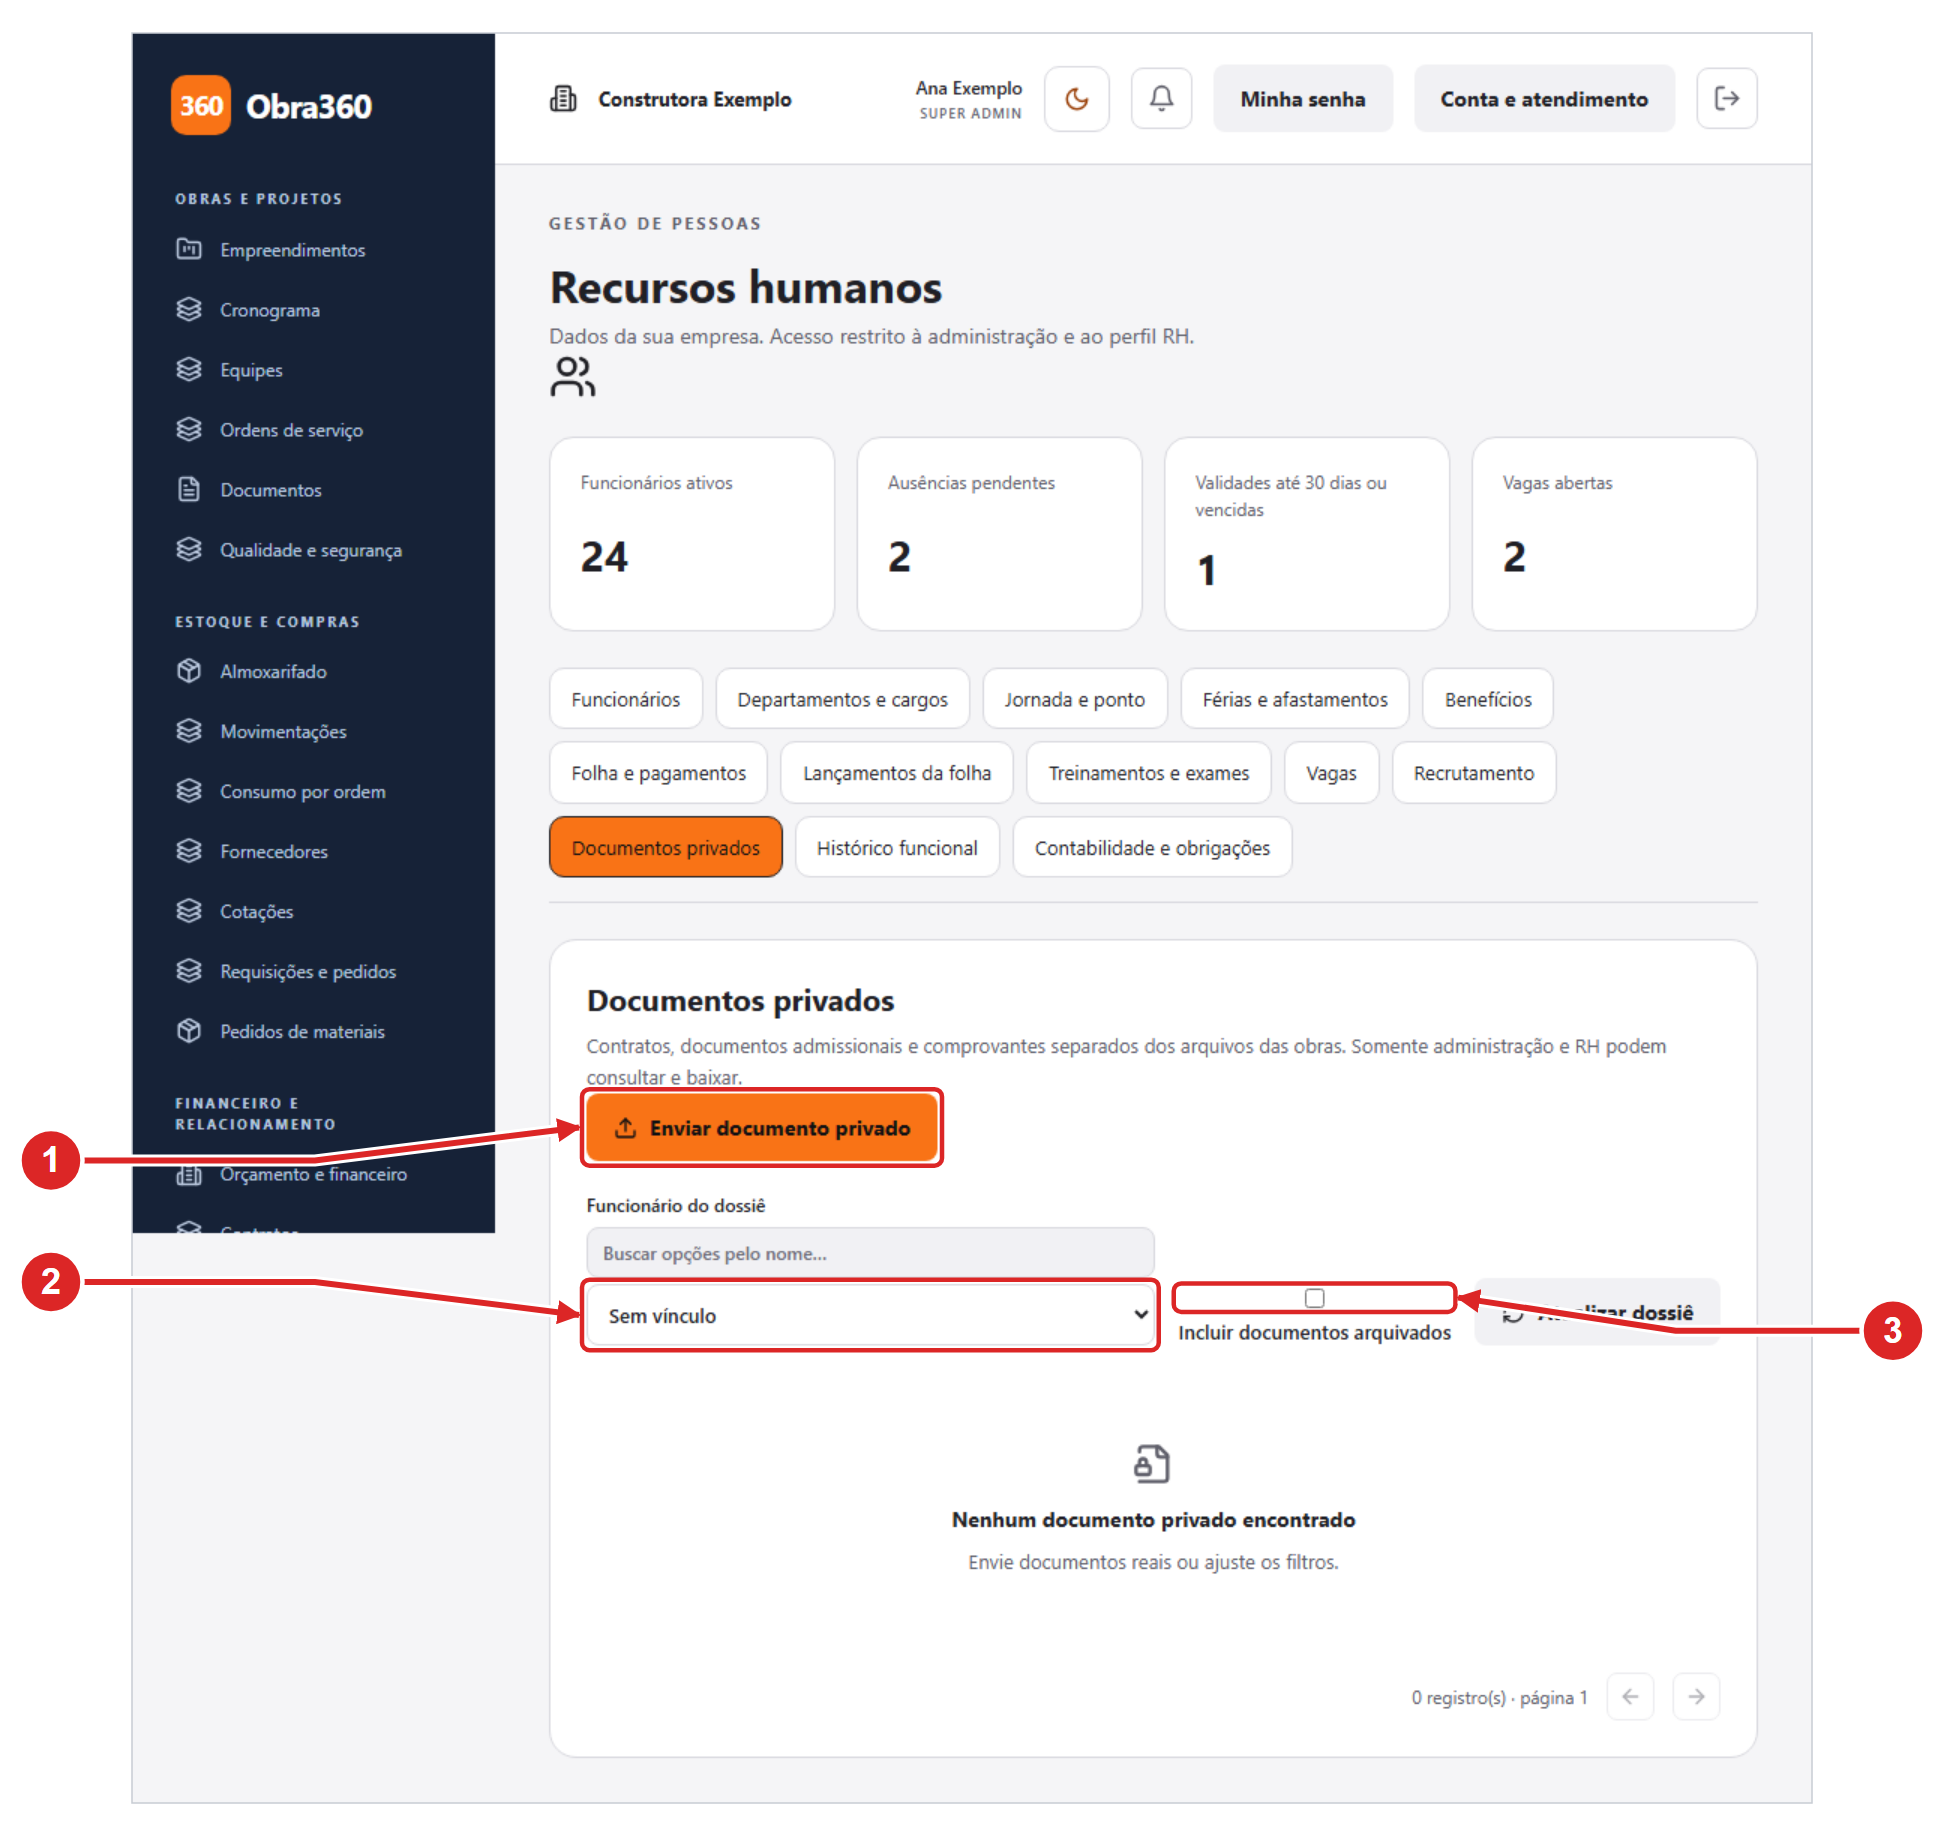 360 Obra360
OBRAS E PROJETOS
Empreendimentos
Cronograma
Equipes
Ordens de serviço
Documentos
Qualidade e segurança
ESTOQUE E COMPRAS
Almoxarifado
Movimentações
Consumo por ordem
Fornecedores
Cotações
Requisições e pedidos
Pedidos de materiais
FINANCEIRO E
RELACIONAMENTO
Orçamento e financeiro
Construtora Exemplo
Ana Exemplo
SUPER ADMIN
Minha senha
Conta e atendimento
GESTÃO DE PESSOAS
Recursos humanos
Dados da sua empresa. Acesso restrito à administração e ao perfil RH.
Funcionários ativos
24
Ausências pendentes
2
Validades até 30 dias ou
vencidas
1
Vagas abertas
2
Funcionários
Departamentos e cargos
Jornada e ponto
Férias e afastamentos
Benefícios
Folha e pagamentos
Lançamentos da folha
Treinamentos e exames
Vagas
Recrutamento
Documentos privados
Histórico funcional
Contabilidade e obrigações
Documentos privados
Contratos, documentos admissionais e comprovantes separados dos arquivos das obras. Somente administração e RH podem
consultar e baixar.
1
Enviar documento privado
Funcionário do dossiê
Buscar opções pelo nome...
2
Sem vínculo
Incluir documentos arquivados
dossiê
3
Nenhum documento privado encontrado
Envie documentos reais ou ajuste os filtros.
0 registro(s) · página 1